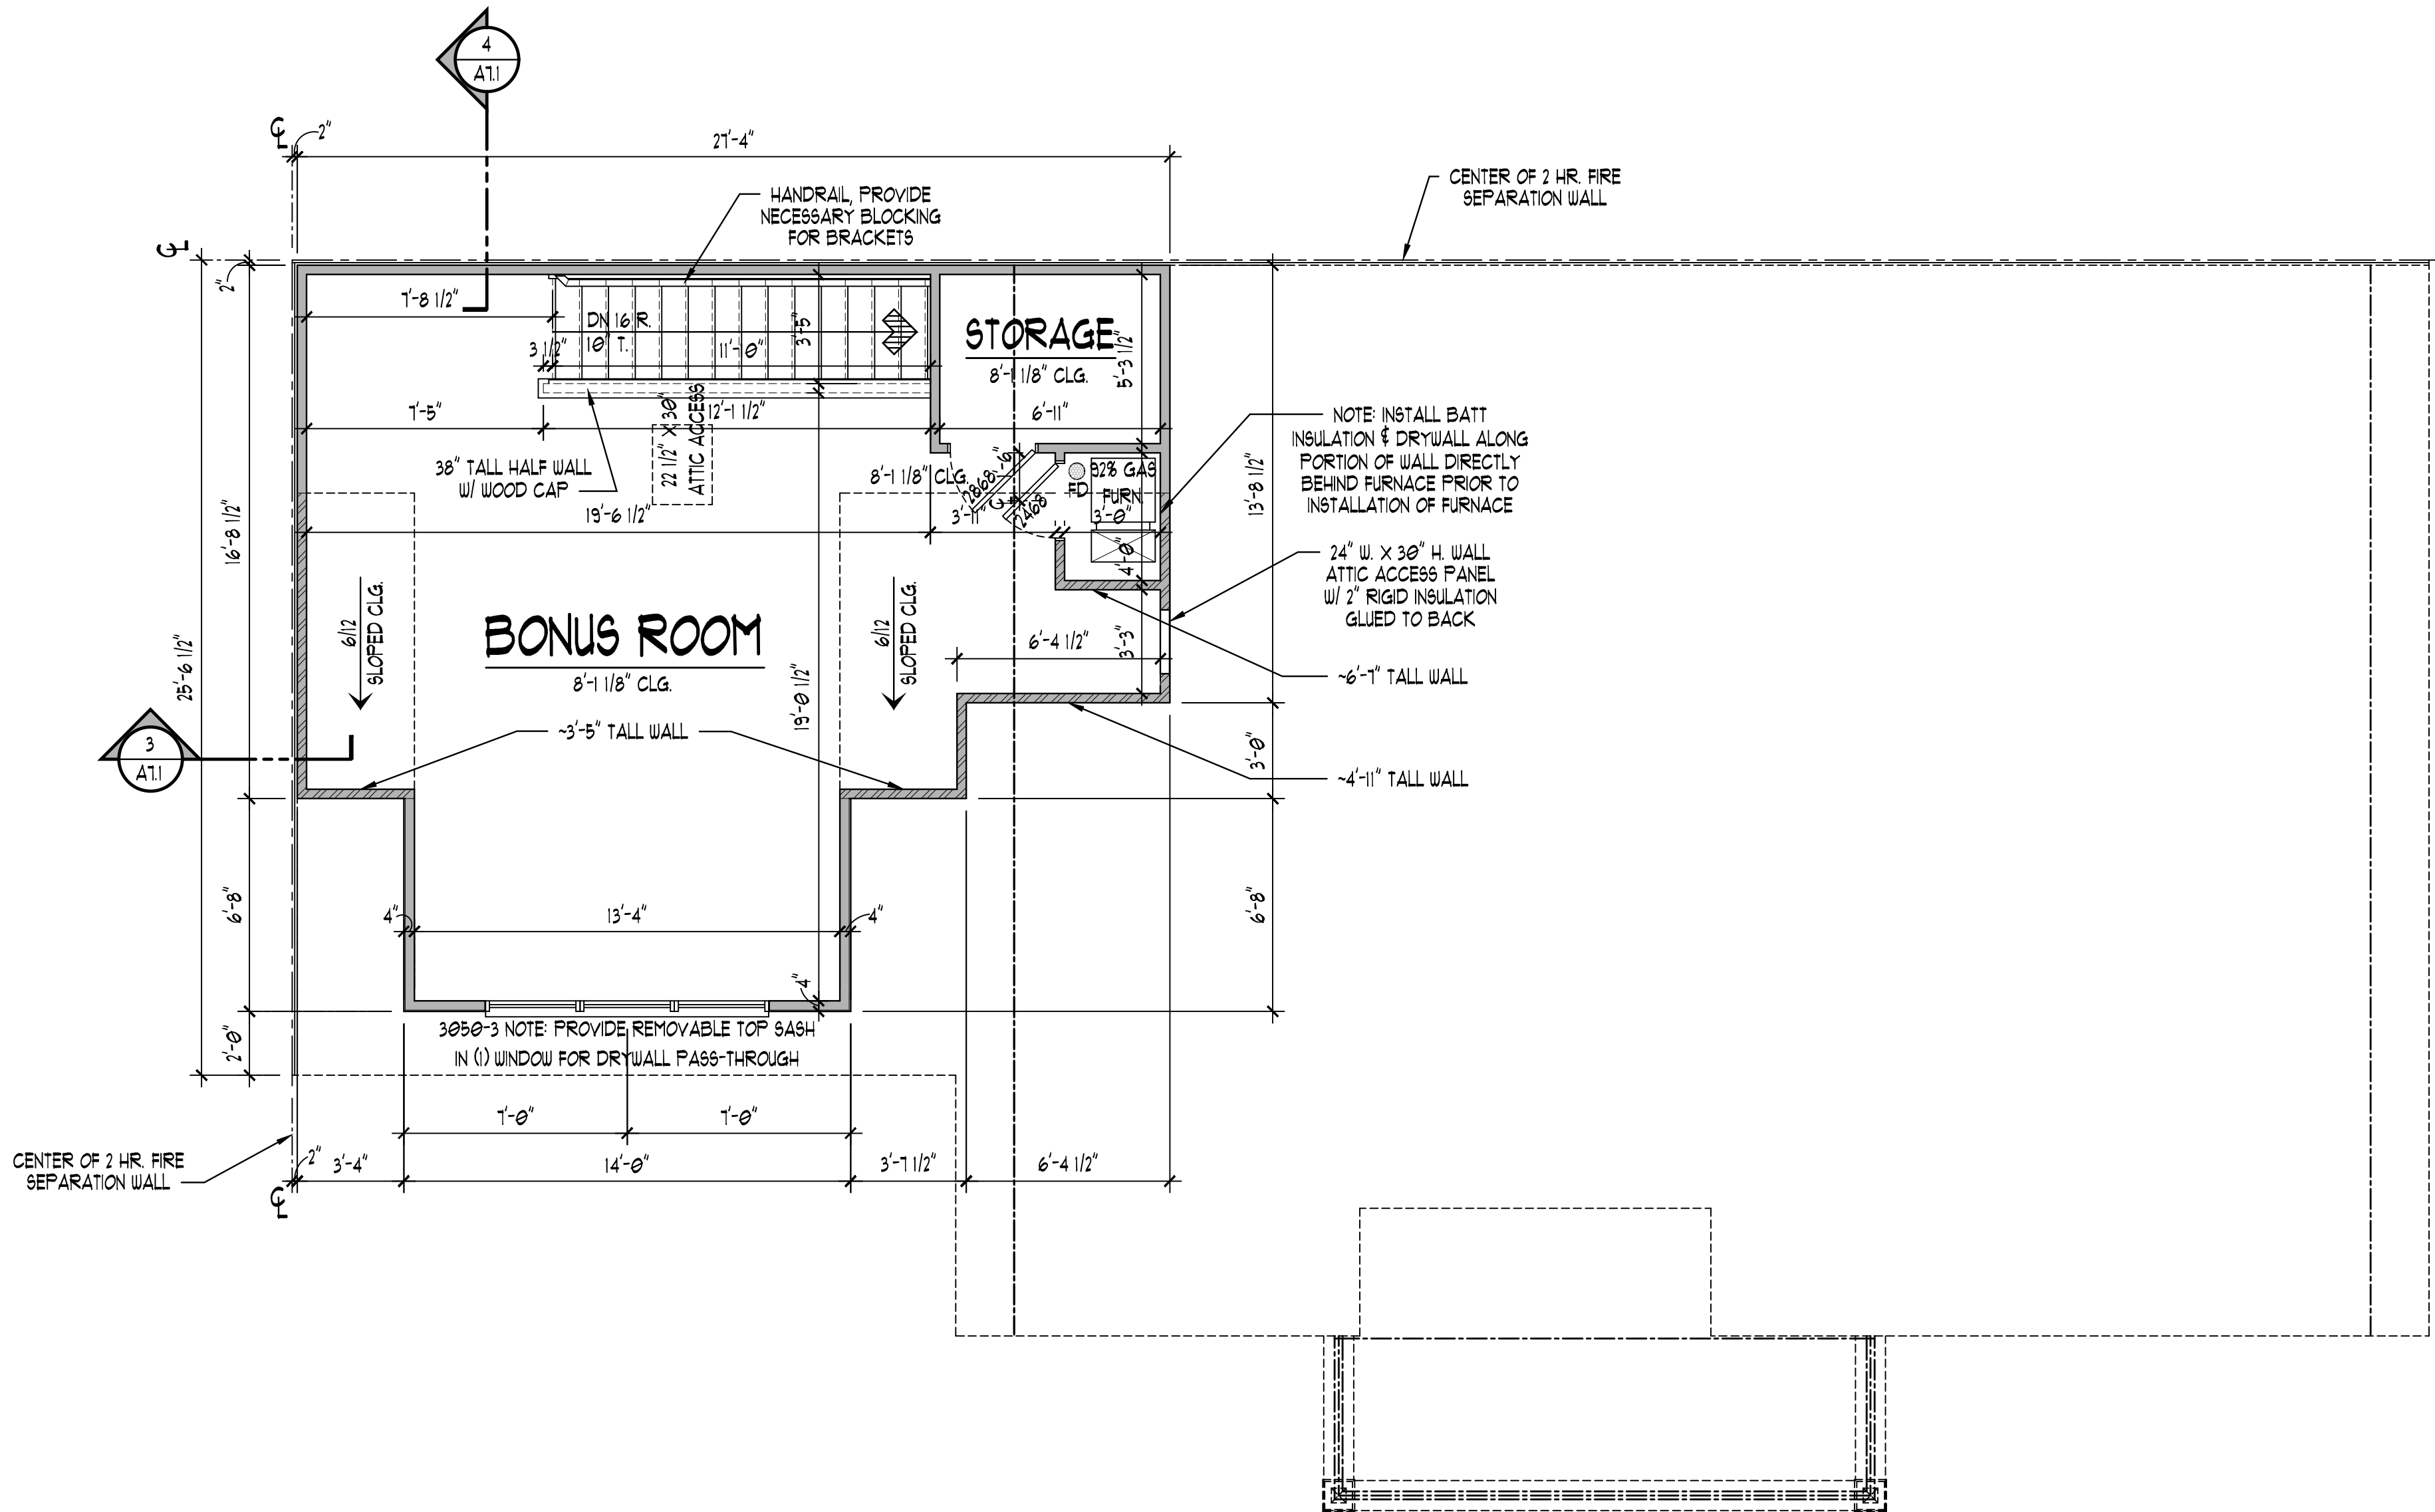 4
A7.1
2"
27'-4"
CENTER OF 2 HR. FIRE
SEPARATION WALL
HANDRAIL, PROVIDE
NECESSARY BLOCKING
FOR BRACKETS
2"
7'-8 1/2"
DN 16 R.
10" T.
3 1/2"
11'-0"
3'-5"
STORAGE
8'-1 1/8" CLG.
5'-3 1/2"
7'-5"
12'-1 1/2"
6'-11"
22 1/2" X 30"
ATTIC ACCESS
38" TALL HALF WALL
W/ WOOD CAP
NOTE: INSTALL BATT
INSULATION & DRYWALL ALONG
PORTION OF WALL DIRECTLY
BEHIND FURNACE PRIOR TO
INSTALLATION OF FURNACE
8'-1 1/8" CLG.
2868
2468
FD
92% GAS
FURN.
19'-6 1/2"
3'-11"
3'-0"
13'-8 1/2"
16'-8 1/2"
4'-0"
24" W. X 30" H. WALL
ATTIC ACCESS PANEL
W/ 2" RIGID INSULATION
GLUED TO BACK
6/12
SLOPED CLG.
BONUS ROOM
8'-1 1/8" CLG.
6/12
SLOPED CLG.
6'-4 1/2"
3'-3"
~6'-7" TALL WALL
25'-6 1/2"
19'-0 1/2"
3
A7.1
~3'-5" TALL WALL
3'-0"
~4'-11" TALL WALL
6'-8"
4"
13'-4"
4"
6'-8"
4"
3050-3 NOTE: PROVIDE REMOVABLE TOP SASH
IN (1) WINDOW FOR DRYWALL PASS-THROUGH
2'-0"
7'-0"
7'-0"
CENTER OF 2 HR. FIRE
SEPARATION WALL
2"
3'-4"
14'-0"
3'-7 1/2"
6'-4 1/2"